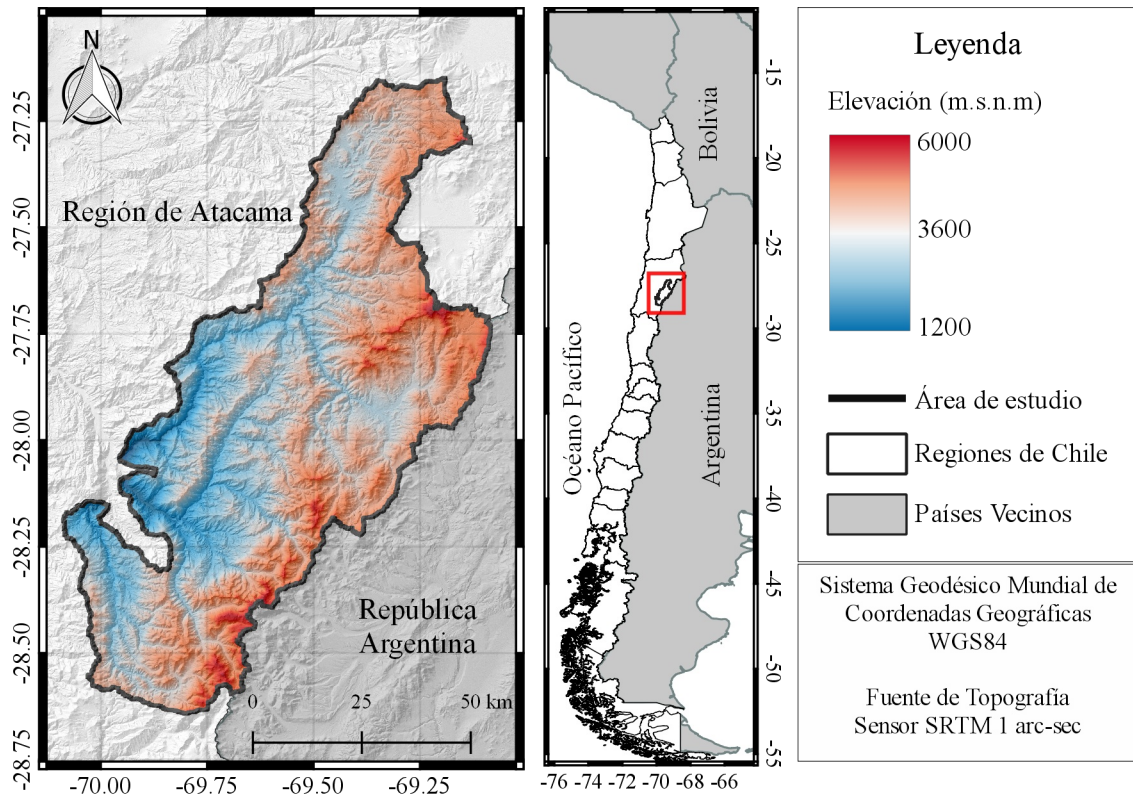 N
Región de Atacama
República
Argentina
0
25
50 km
-27.25
-27.50
-27.75
-28.00
-28.25
-28.50
-28.75
-70.00
-69.75
-69.50
-69.25
Bolivia
Argentina
Océano Pacífico
-15
-20
-25
-30
-35
-40
-45
-50
-55
-76
-74
-72
-70
-68
-66
Leyenda
Elevación (m.s.n.m)
6000
3600
1200
Área de estudio
Regiones de Chile
Países Vecinos
Sistema Geodésico Mundial de
Coordenadas Geográficas
WGS84
Fuente de Topografía
Sensor SRTM 1 arc-sec